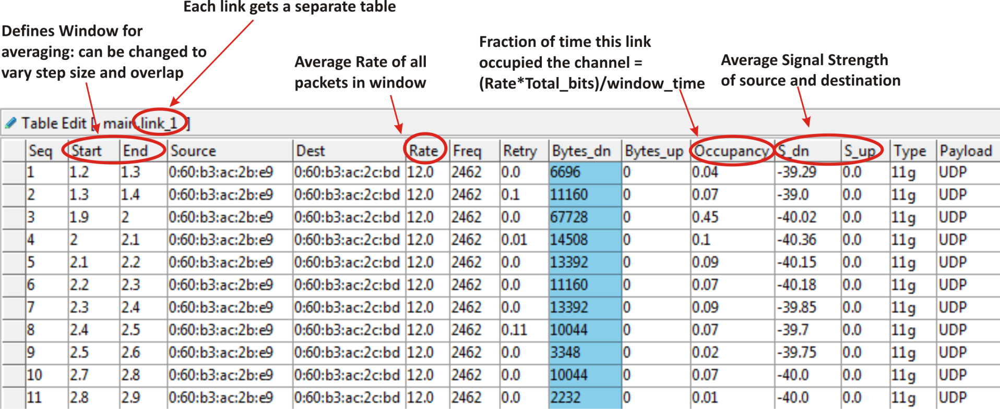 Each link gets a separate table
Defines Window for
averaging: can be changed to
vary step size and overlap
Average Rate of all
packets in window
Fraction of time this link
occupied the channel =
(Rate*Total_bits)/window_time
Average Signal Strength
of source and destination
Table Edit [ main.link_1 ]
Seq Start End Source Dest Rate Freq Retry Bytes_dn Bytes_up Occupancy S_dn S_up Type Payload
1 1.2 1.3 0:60:b3:ac:2b:e9 0:60:b3:ac:2c:bd 12.0 2462 0.0 6696 0 0.04 -39.29 0.0 11g UDP
2 1.3 1.4 0:60:b3:ac:2b:e9 0:60:b3:ac:2c:bd 12.0 2462 0.1 11160 0 0.07 -39.0 0.0 11g UDP
3 1.9 2 0:60:b3:ac:2b:e9 0:60:b3:ac:2c:bd 12.0 2462 0.0 67728 0 0.45 -40.02 0.0 11g UDP
4 2 2.1 0:60:b3:ac:2b:e9 0:60:b3:ac:2c:bd 12.0 2462 0.01 14508 0 0.1 -40.36 0.0 11g UDP
5 2.1 2.2 0:60:b3:ac:2b:e9 0:60:b3:ac:2c:bd 12.0 2462 0.0 13392 0 0.09 -40.15 0.0 11g UDP
6 2.2 2.3 0:60:b3:ac:2b:e9 0:60:b3:ac:2c:bd 12.0 2462 0.0 11160 0 0.07 -40.18 0.0 11g UDP
7 2.3 2.4 0:60:b3:ac:2b:e9 0:60:b3:ac:2c:bd 12.0 2462 0.0 13392 0 0.09 -39.85 0.0 11g UDP
8 2.4 2.5 0:60:b3:ac:2b:e9 0:60:b3:ac:2c:bd 12.0 2462 0.11 10044 0 0.07 -39.7 0.0 11g UDP
9 2.5 2.6 0:60:b3:ac:2b:e9 0:60:b3:ac:2c:bd 12.0 2462 0.0 3348 0 0.02 -39.75 0.0 11g UDP
10 2.7 2.8 0:60:b3:ac:2b:e9 0:60:b3:ac:2c:bd 12.0 2462 0.0 10044 0 0.07 -40.0 0.0 11g UDP
11 2.8 2.9 0:60:b3:ac:2b:e9 0:60:b3:ac:2c:bd 12.0 2462 0.0 2232 0 0.01 -40.0 0.0 11g UDP